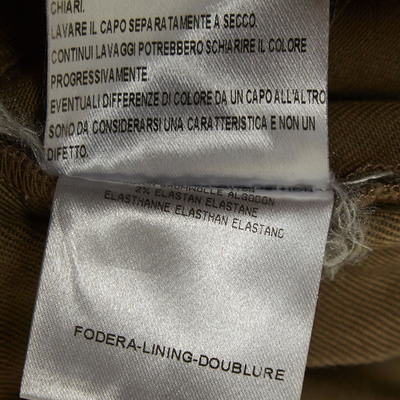 CHIARI.
LAVARE IL CAPO SEPARATAMENTE A SECCO.
CONTINUI LAVAGGI POTREBBERO SCHIARIRE IL COLORE
PROGRESSIVAMENTE.
EVENTUALI DIFFERENZE DI COLORE DA UN CAPO ALL'ALTRO
SONO DA CONSIDERARSI UNA CARATTERISTICA E NON UN
DIFETTO.
ALGODON
2% ELASTAN ELASTANE
ELASTHANNE ELASTHAN ELASTANO
FODERA-LINING-DOUBLURE